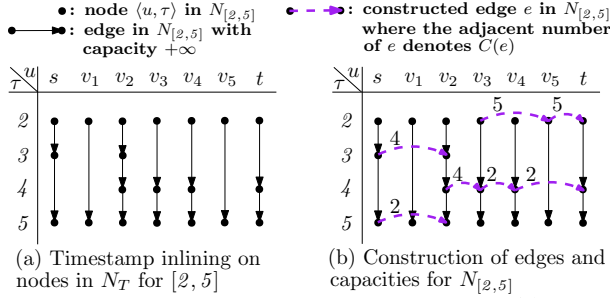 : node ⟨u, τ⟩ in N[2,5]
: edge in N[2,5] with
capacity +∞
: constructed edge e in N[2,5]
where the adjacent number
of e denotes C(e)
u
τ
s v1 v2 v3 v4 v5 t
2
3
4
5
(a) Timestamp inlining on
nodes in NT for [2, 5]
u
τ
s v1 v2 v3 v4 v5 t
2 5 5
3 4
4 4 2 2
5 2
(b) Construction of edges and
capacities for N[2,5]